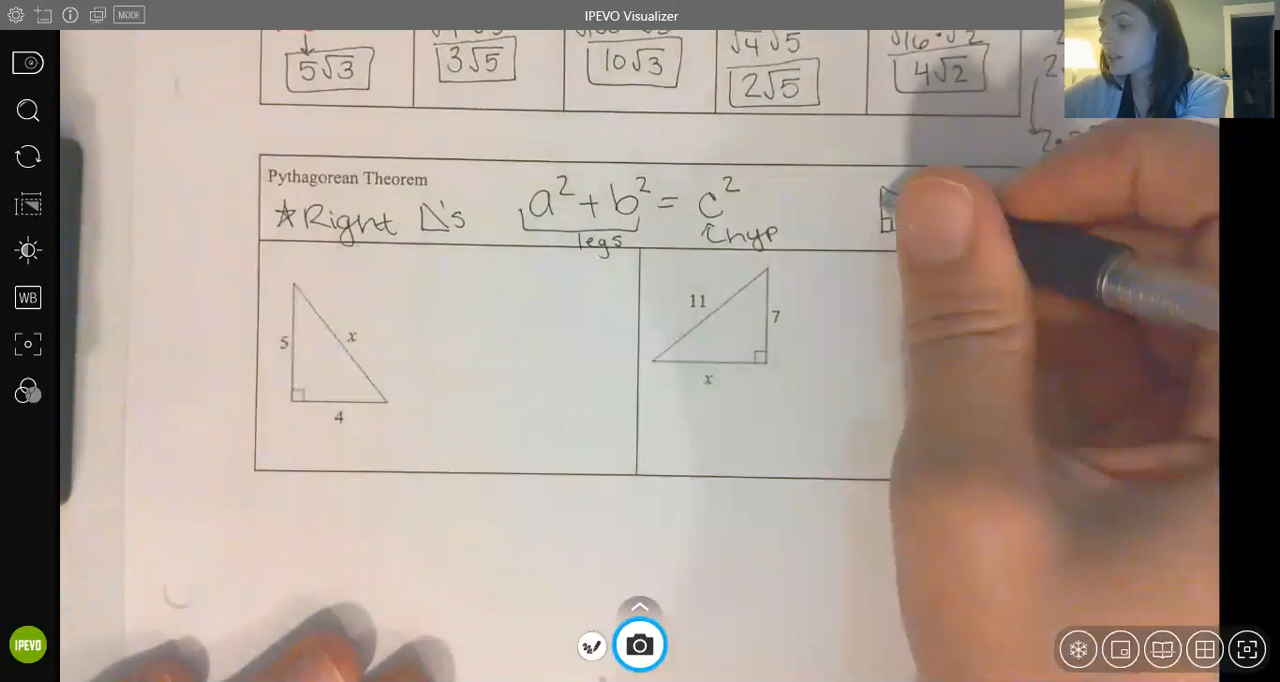 IPEVO Visualizer
MODE
WB
5√3
3√5
10√3
√4 √5
2√5
√16 · √2
4√2
Pythagorean Theorem
☆Right △'s
a² + b² = c²
legs
hyp
5
x
4
11
7
x
IPEVO